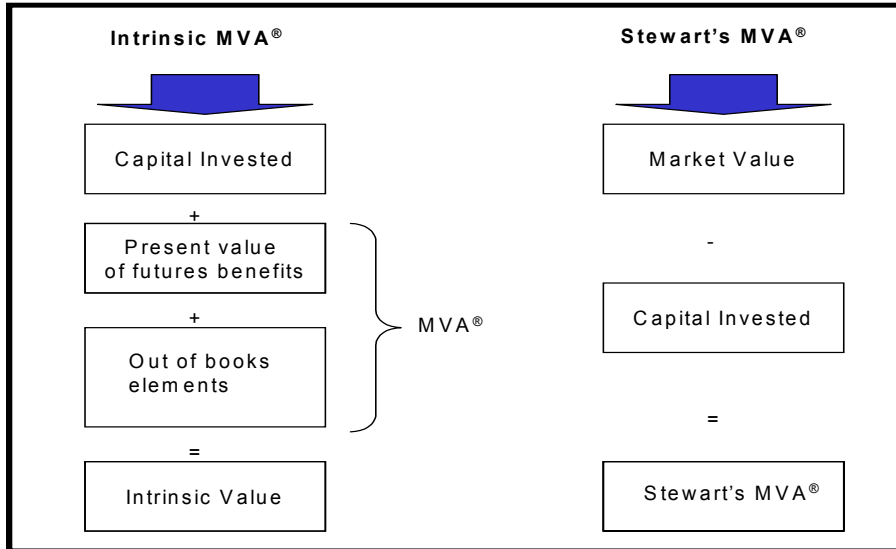 Intrinsic MVA®
Capital Invested
+
Present value
of futures benefits
+
Out of books
elements
=
Intrinsic Value
MVA®
Stewart's MVA®
Market Value
-
Capital Invested
=
Stewart's MVA®